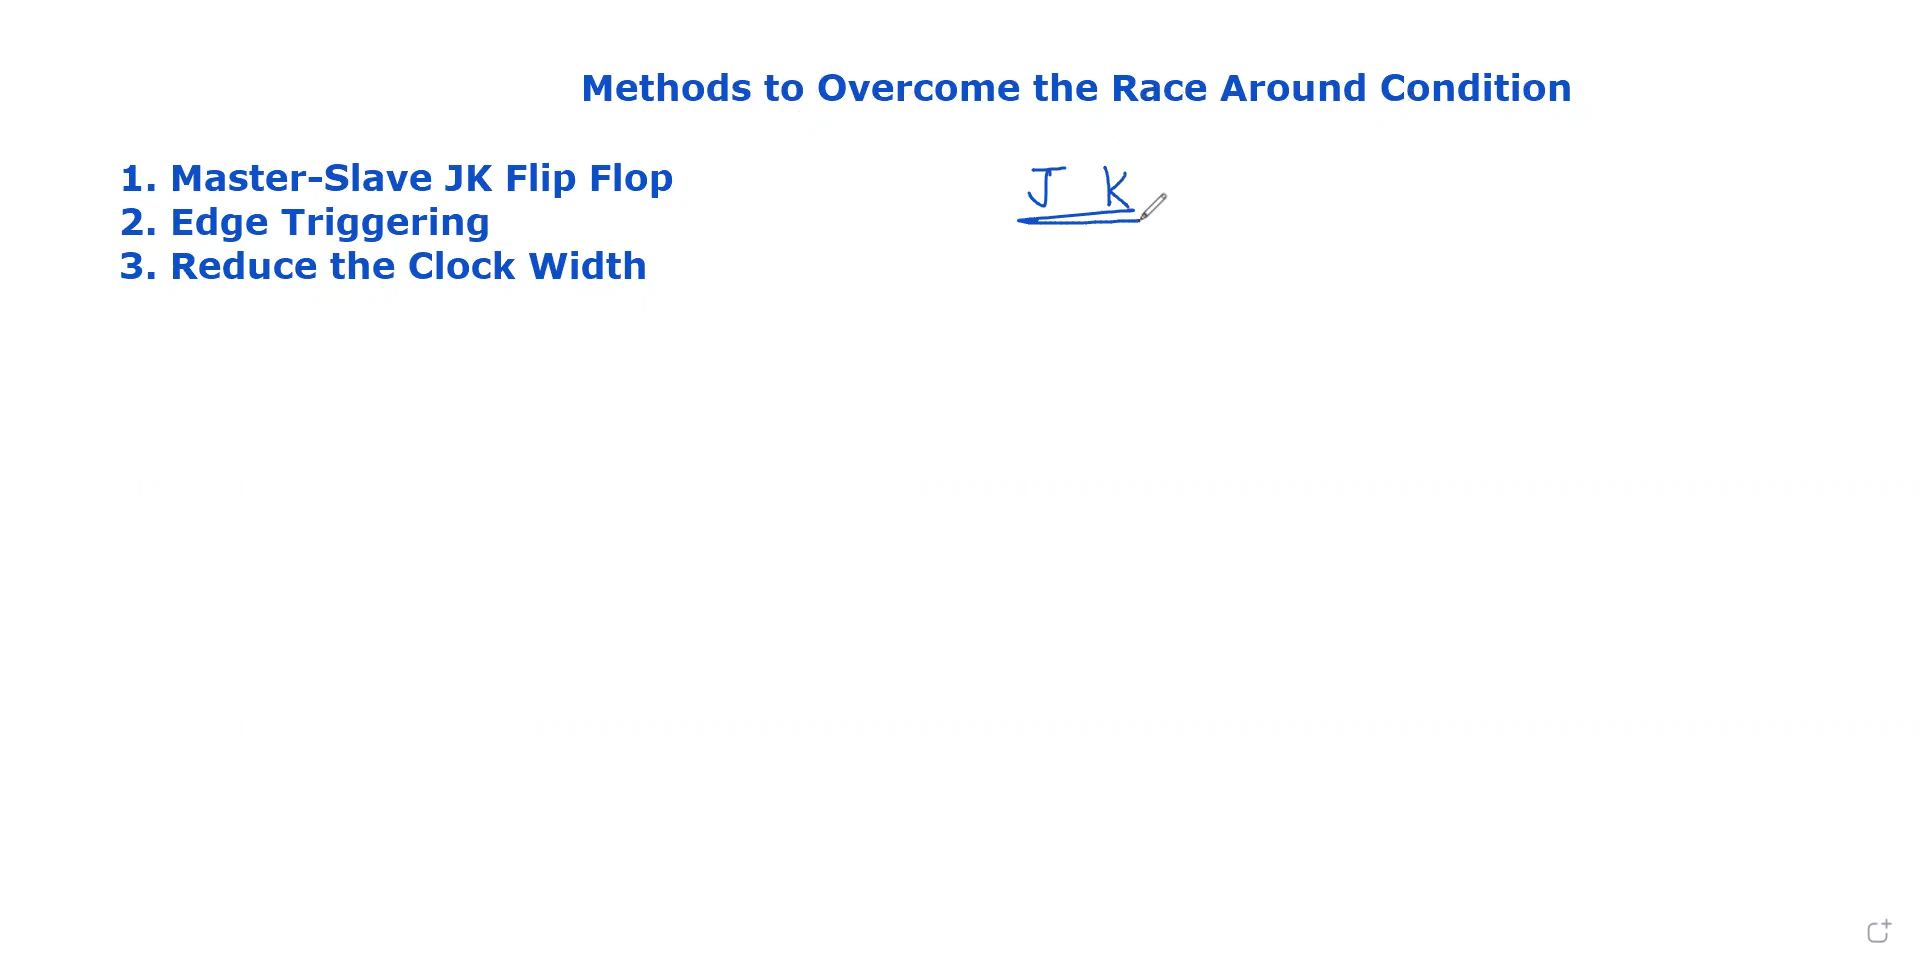 Methods to Overcome the Race Around Condition
1. Master-Slave JK Flip Flop
J K
2. Edge Triggering
3. Reduce the Clock Width